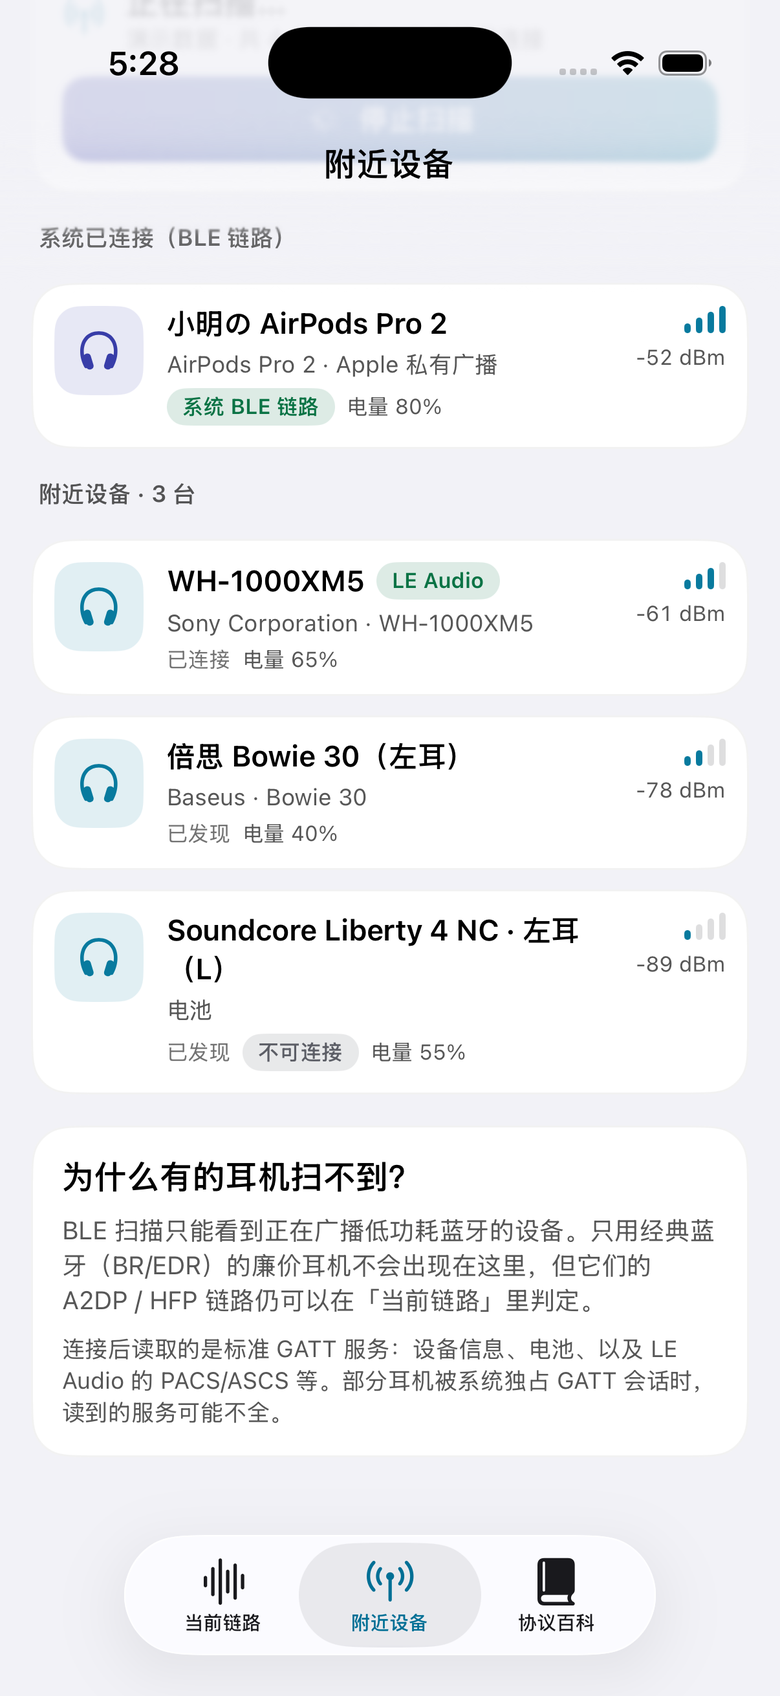 正在扫描...
5:28
停止扫描
附近设备
系统已连接（BLE 链路）
小明の AirPods Pro 2
-52 dBm
AirPods Pro 2 · Apple 私有广播
系统 BLE 链路 电量 80%
附近设备 · 3 台
WH-1000XM5 LE Audio
-61 dBm
Sony Corporation · WH-1000XM5
已连接 电量 65%
倍思 Bowie 30（左耳）
-78 dBm
Baseus · Bowie 30
已发现 电量 40%
Soundcore Liberty 4 NC · 左耳
（L）
-89 dBm
电池
已发现 不可连接 电量 55%
为什么有的耳机扫不到?
BLE 扫描只能看到正在广播低功耗蓝牙的设备。只用经典蓝
牙（BR/EDR）的廉价耳机不会出现在这里，但它们的
A2DP / HFP 链路仍可以在「当前链路」里判定。
连接后读取的是标准 GATT 服务：设备信息、电池、以及 LE
Audio 的 PACS/ASCS 等。部分耳机被系统独占 GATT 会话时，
读到的服务可能不全。
当前链路
附近设备
协议百科